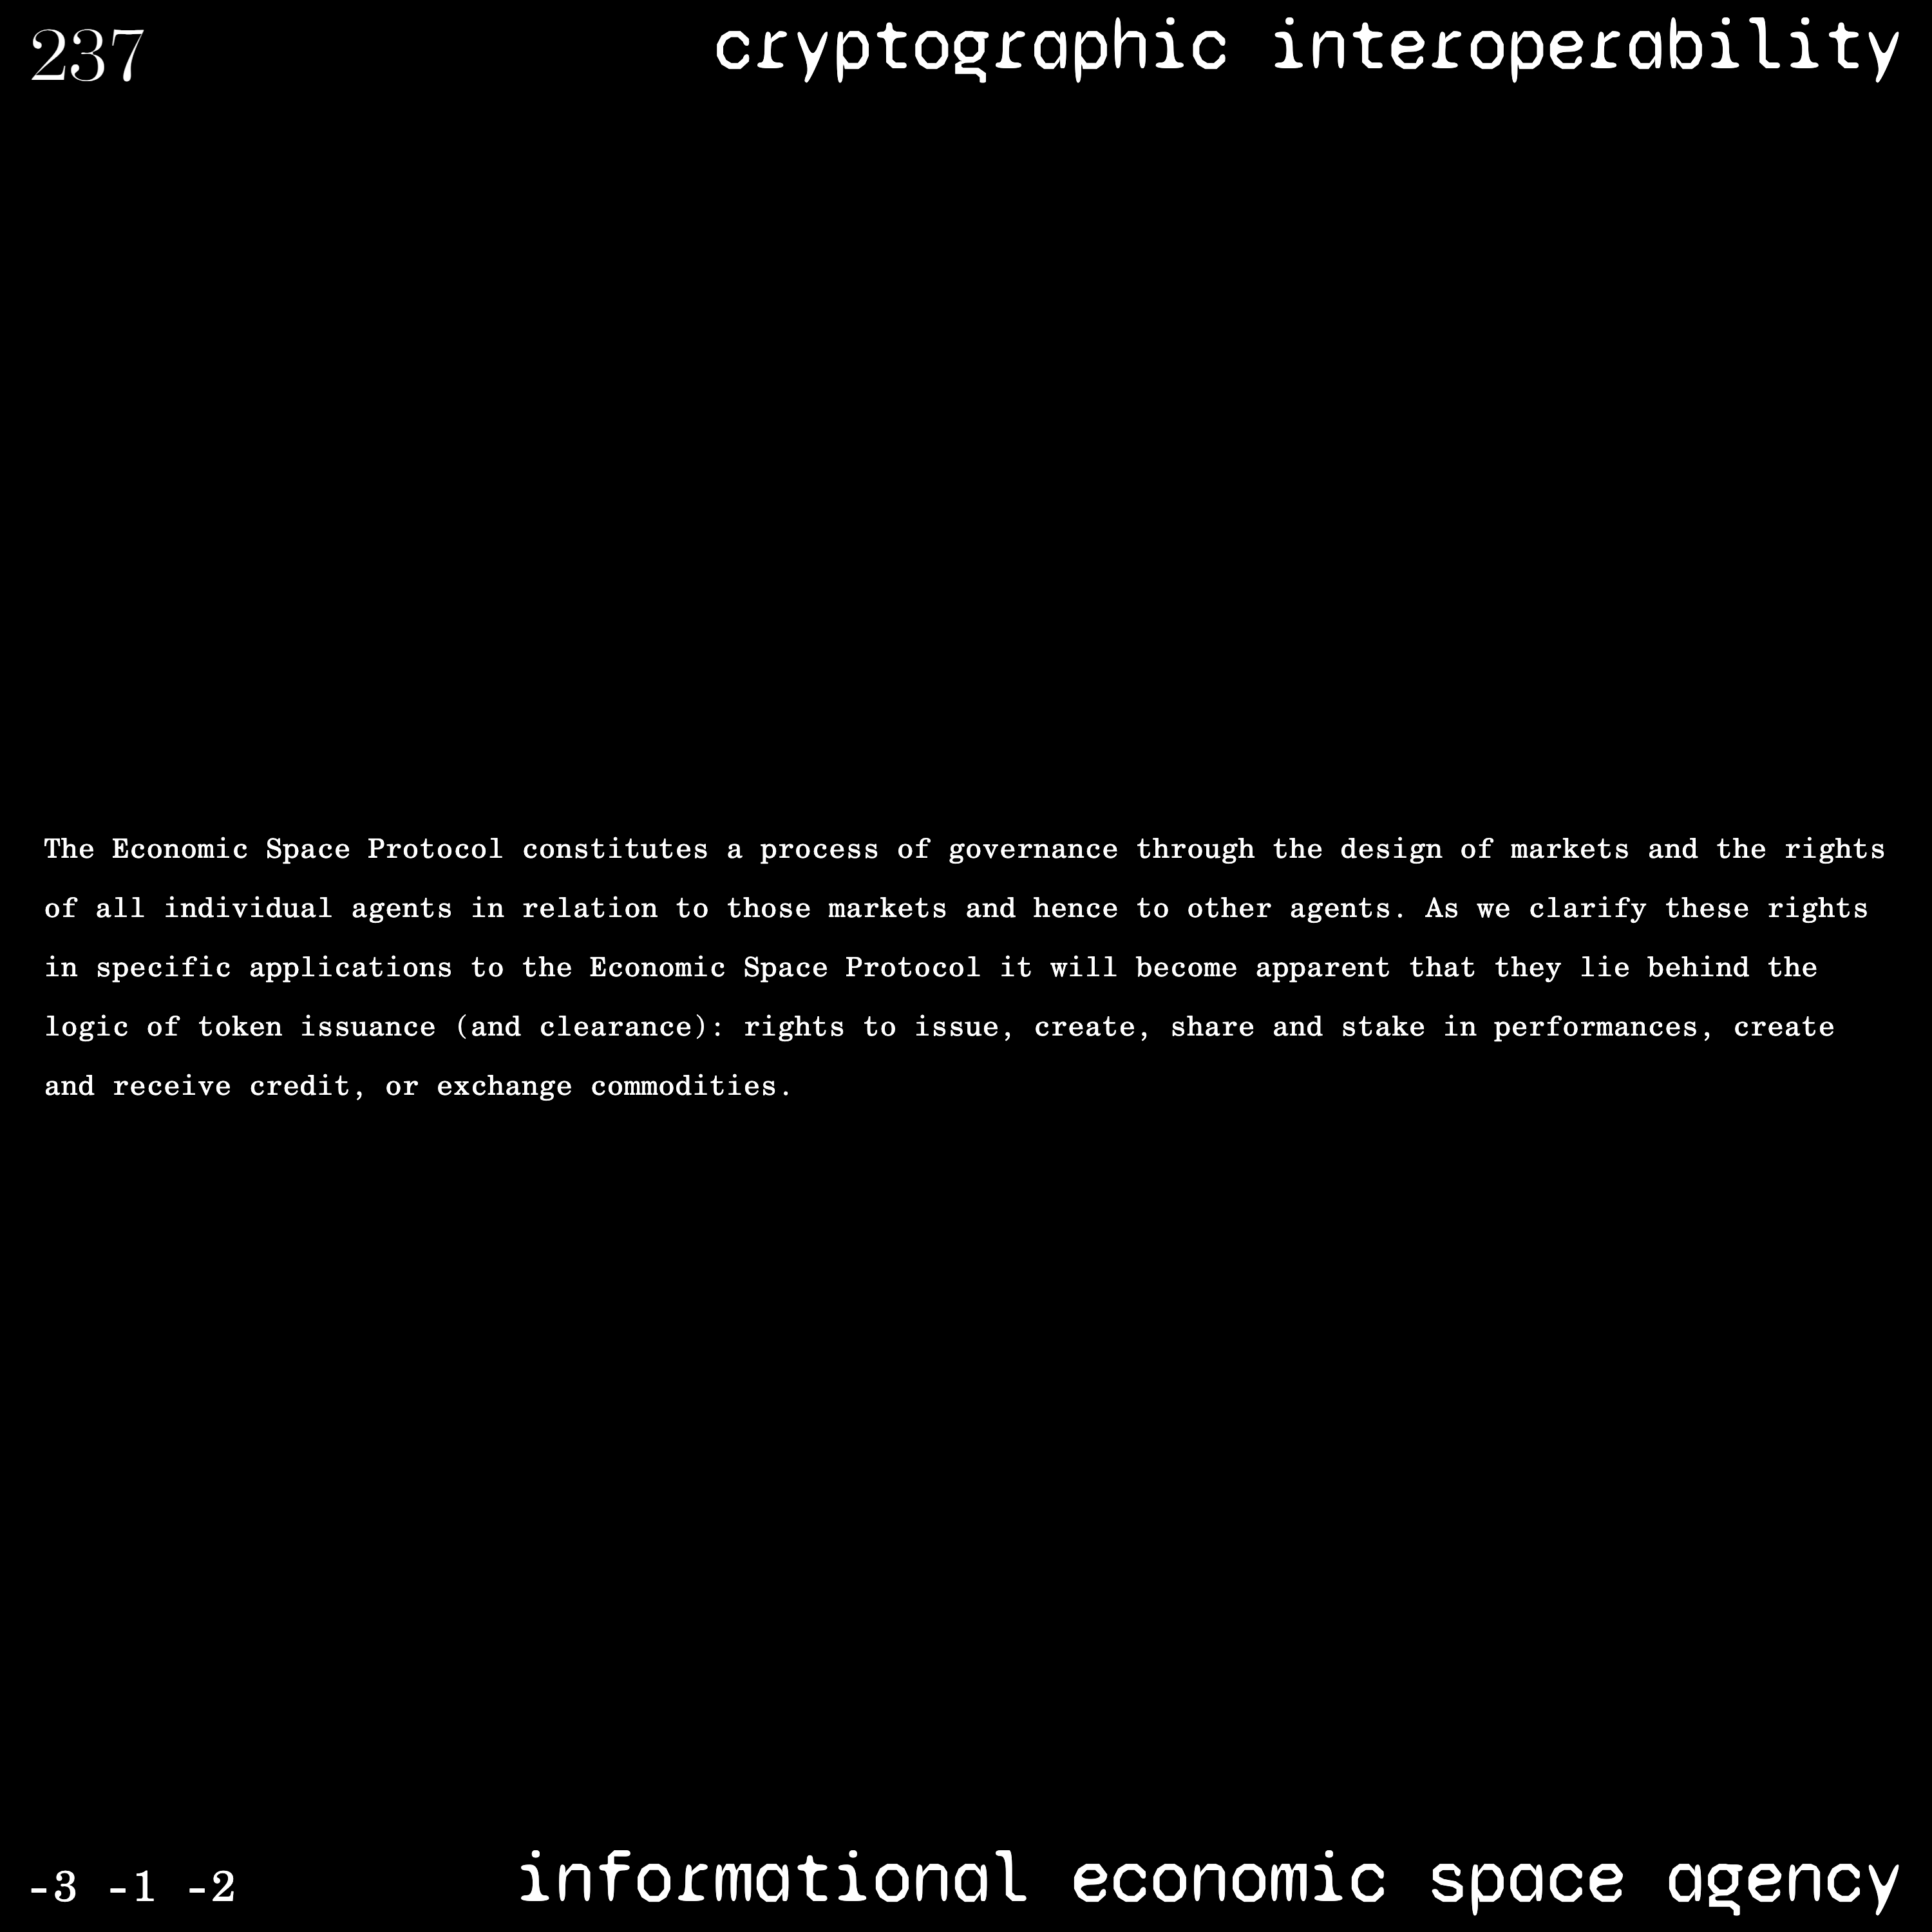 237
cryptographic interoperability
The Economic Space Protocol constitutes a process of governance through the design of markets and the rights
of all individual agents in relation to those markets and hence to other agents. As we clarify these rights
in specific applications to the Economic Space Protocol it will become apparent that they lie behind the
logic of token issuance (and clearance): rights to issue, create, share and stake in performances, create
and receive credit, or exchange commodities.
-3 -1 -2
informational economic space agency